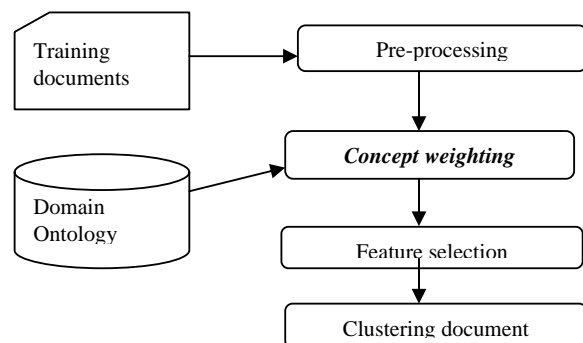 Training
documents
Pre-processing
Concept weighting
Domain
Ontology
Feature selection
Clustering document